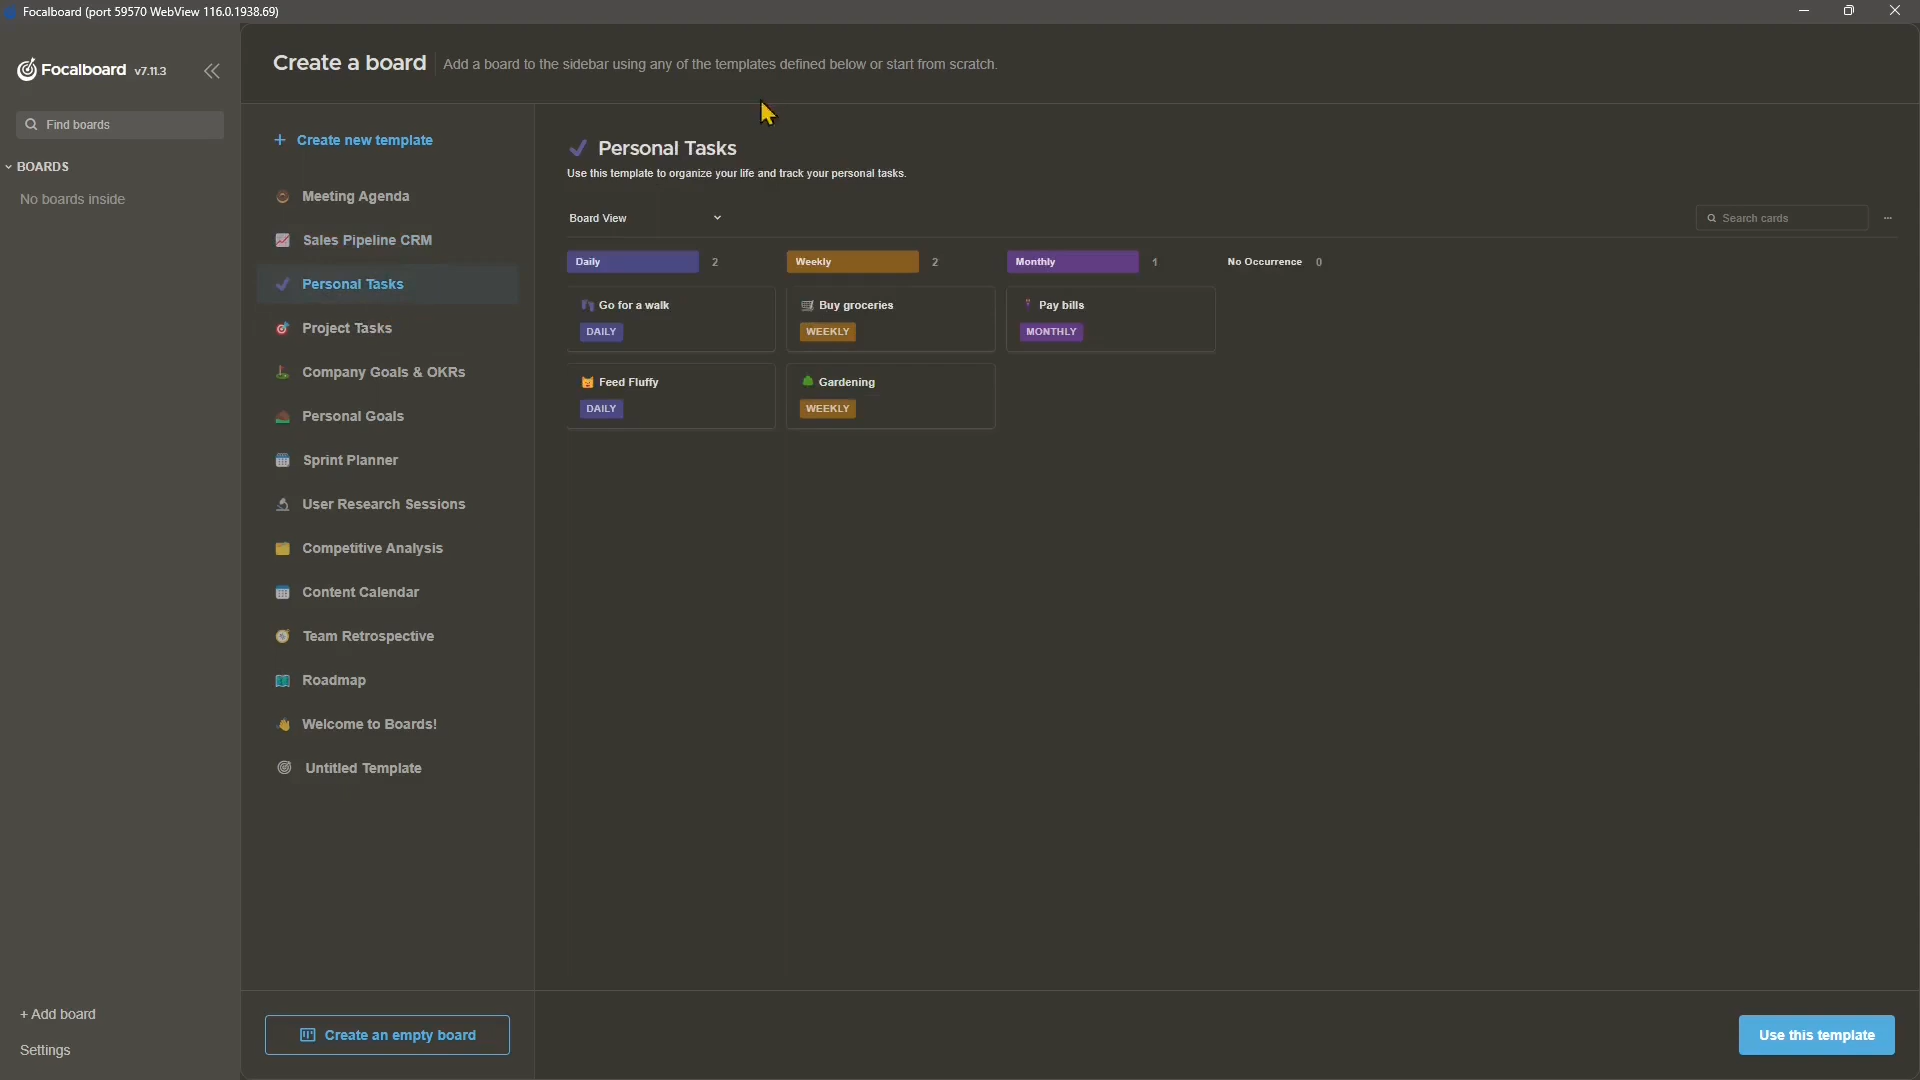 Focalboard (port 59570 WebView 116.0.1938.69)
Focalboard v7.11.3
Find boards
BOARDS
No boards inside
+ Add board
Settings
Create a board
Add a board to the sidebar using any of the templates defined below or start from scratch.
+ Create new template
Meeting Agenda
Sales Pipeline CRM
Personal Tasks
Project Tasks
Company Goals & OKRs
Personal Goals
Sprint Planner
User Research Sessions
Competitive Analysis
Content Calendar
Team Retrospective
Roadmap
Welcome to Boards!
Untitled Template
Create an empty board
Personal Tasks
Use this template to organize your life and track your personal tasks.
Board View
Search cards
Daily 2
Weekly 2
Monthly 1
No Occurrence 0
Go for a walk
DAILY
Buy groceries
WEEKLY
Pay bills
MONTHLY
Feed Fluffy
DAILY
Gardening
WEEKLY
Use this template